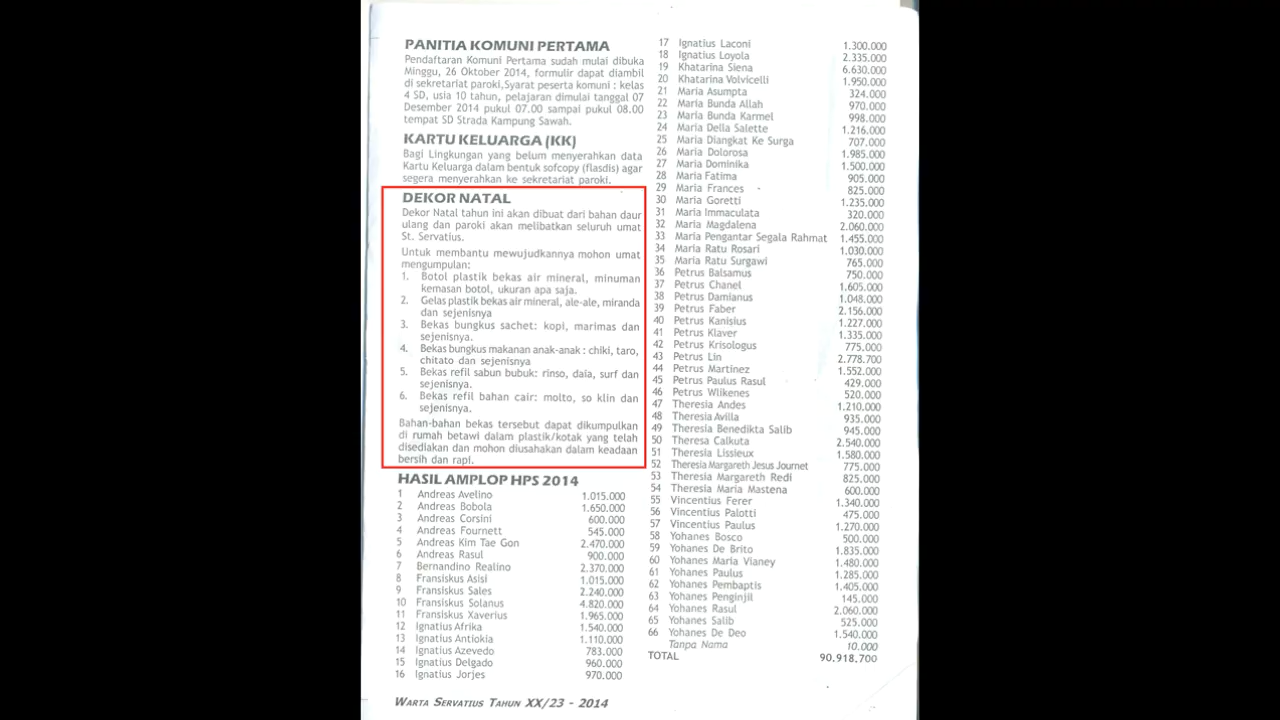 PANITIA KOMUNI PERTAMA
Pendaftaran Komuni Pertama sudah mulai dibuka
Minggu, 26 Oktober 2014, formulir dapat diambil
di sekretariat paroki,Syarat peserta komuni : kelas
4 SD, usia 10 tahun, pelajaran dimulai tanggal 07
Desember 2014 pukul 07.00 sampai pukul 08.00
tempat SD Strada Kampung Sawah.
KARTU KELUARGA (KK)
Bagi Lingkungan yang belum menyerahkan data
Kartu Keluarga dalam bentuk sofcopy (flasdis) agar
segera menyerahkan ke sekretariat paroki.
DEKOR NATAL
Dekor Natal tahun ini akan dibuat dari bahan daur
ulang dan paroki akan melibatkan seluruh umat
St. Servatius.
Untuk membantu mewujudkannya mohon umat
mengumpulan:
1. Botol plastik bekas air mineral, minuman
kemasan botol, ukuran apa saja.
2. Gelas plastik bekas air mineral, ale-ale, miranda
dan sejenisnya
3. Bekas bungkus sachet: kopi, marimas dan
sejenisnya.
4. Bekas bungkus makanan anak-anak : chiki, taro,
chitato dan sejenisnya
5. Bekas refil sabun bubuk: rinso, daia, surf dan
sejenisnya.
6. Bekas refil bahan cair: molto, so klin dan
sejenisnya.
Bahan-bahan bekas tersebut dapat dikumpulkan
di rumah betawi dalam plastik/kotak yang telah
disediakan dan mohon diusahakan dalam keadaan
bersih dan rapi.
HASIL AMPLOP HPS 2014
1 Andreas Avelino 1.015.000
2 Andreas Bobola 1.650.000
3 Andreas Corsini 600.000
4 Andreas Fournett 545.000
5 Andreas Kim Tae Gon 2.470.000
6 Andreas Rasul 900.000
7 Bernandino Realino 2.370.000
8 Fransiskus Asisi 1.015.000
9 Fransiskus Sales 2.240.000
10 Fransiskus Solanus 4.820.000
11 Fransiskus Xaverius 1.965.000
12 Ignatius Afrika 1.540.000
13 Ignatius Antiokia 1.110.000
14 Ignatius Azevedo 783.000
15 Ignatius Delgado 960.000
16 Ignatius Jorjes 970.000
17 Ignatius Laconi 1.300.000
18 Ignatius Loyola 2.335.000
19 Khatarina Siena 6.630.000
20 Khatarina Volvicelli 1.950.000
21 Maria Asumpta 324.000
22 Maria Bunda Allah 970.000
23 Maria Bunda Karmel 998.000
24 Maria Della Salette 1.216.000
25 Maria Diangkat Ke Surga 707.000
26 Maria Dolorosa 1.985.000
27 Maria Dominika 1.500.000
28 Maria Fatima 905.000
29 Maria Frances 825.000
30 Maria Goretti 1.235.000
31 Maria Immaculata 320.000
32 Maria Magdalena 2.060.000
33 Maria Pengantar Segala Rahmat 1.455.000
34 Maria Ratu Rosari 1.030.000
35 Maria Ratu Surgawi 765.000
36 Petrus Balsamus 750.000
37 Petrus Chanel 1.605.000
38 Petrus Damianus 1.048.000
39 Petrus Faber 2.156.000
40 Petrus Kanisius 1.227.000
41 Petrus Klaver 1.335.000
42 Petrus Krisologus 775.000
43 Petrus Lin 2.778.700
44 Petrus Martinez 1.552.000
45 Petrus Paulus Rasul 429.000
46 Petrus Wlikenes 520.000
47 Theresia Andes 1.210.000
48 Theresia Avilla 935.000
49 Theresia Benedikta Salib 945.000
50 Theresa Calkuta 2.540.000
51 Theresia Lissieux 1.580.000
52 Theresia Margareth Jesus Journet 775.000
53 Theresia Margareth Redi 825.000
54 Theresia Maria Mastena 600.000
55 Vincentius Ferer 1.340.000
56 Vincentius Palotti 475.000
57 Vincentius Paulus 1.270.000
58 Yohanes Bosco 500.000
59 Yohanes De Brito 1.835.000
60 Yohanes Maria Vianey 1.480.000
61 Yohanes Paulus 1.285.000
62 Yohanes Pembaptis 1.405.000
63 Yohanes Penginjil 145.000
64 Yohanes Rasul 2.060.000
65 Yohanes Salib 525.000
66 Yohanes De Deo 1.540.000
Tanpa Nama 10.000
TOTAL 90.918.700
WARTA SERVATIUS TAHUN XX/23 - 2014